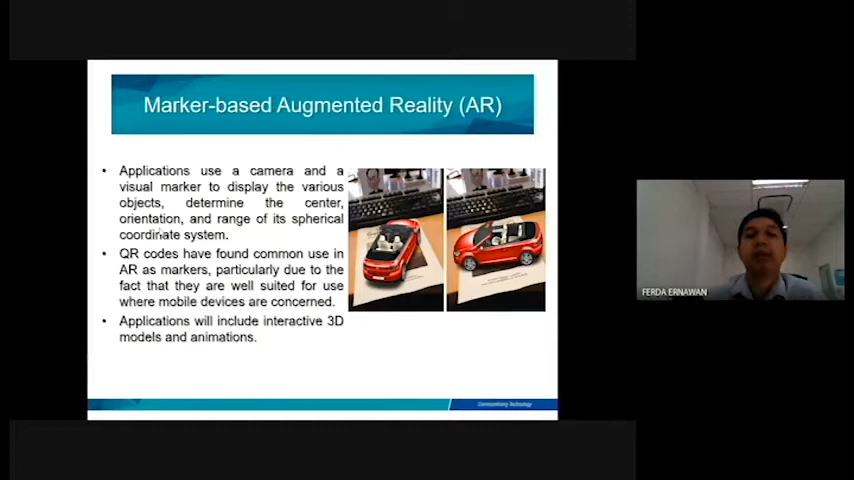 Marker-based Augmented Reality (AR)
• Applications use a camera and a
visual marker to display the various
objects, determine the center,
orientation, and range of its spherical
coordinate system.
• QR codes have found common use in
AR as markers, particularly due to the
fact that they are well suited for use
where mobile devices are concerned.
• Applications will include interactive 3D
models and animations.
FERDA ERNAWAN